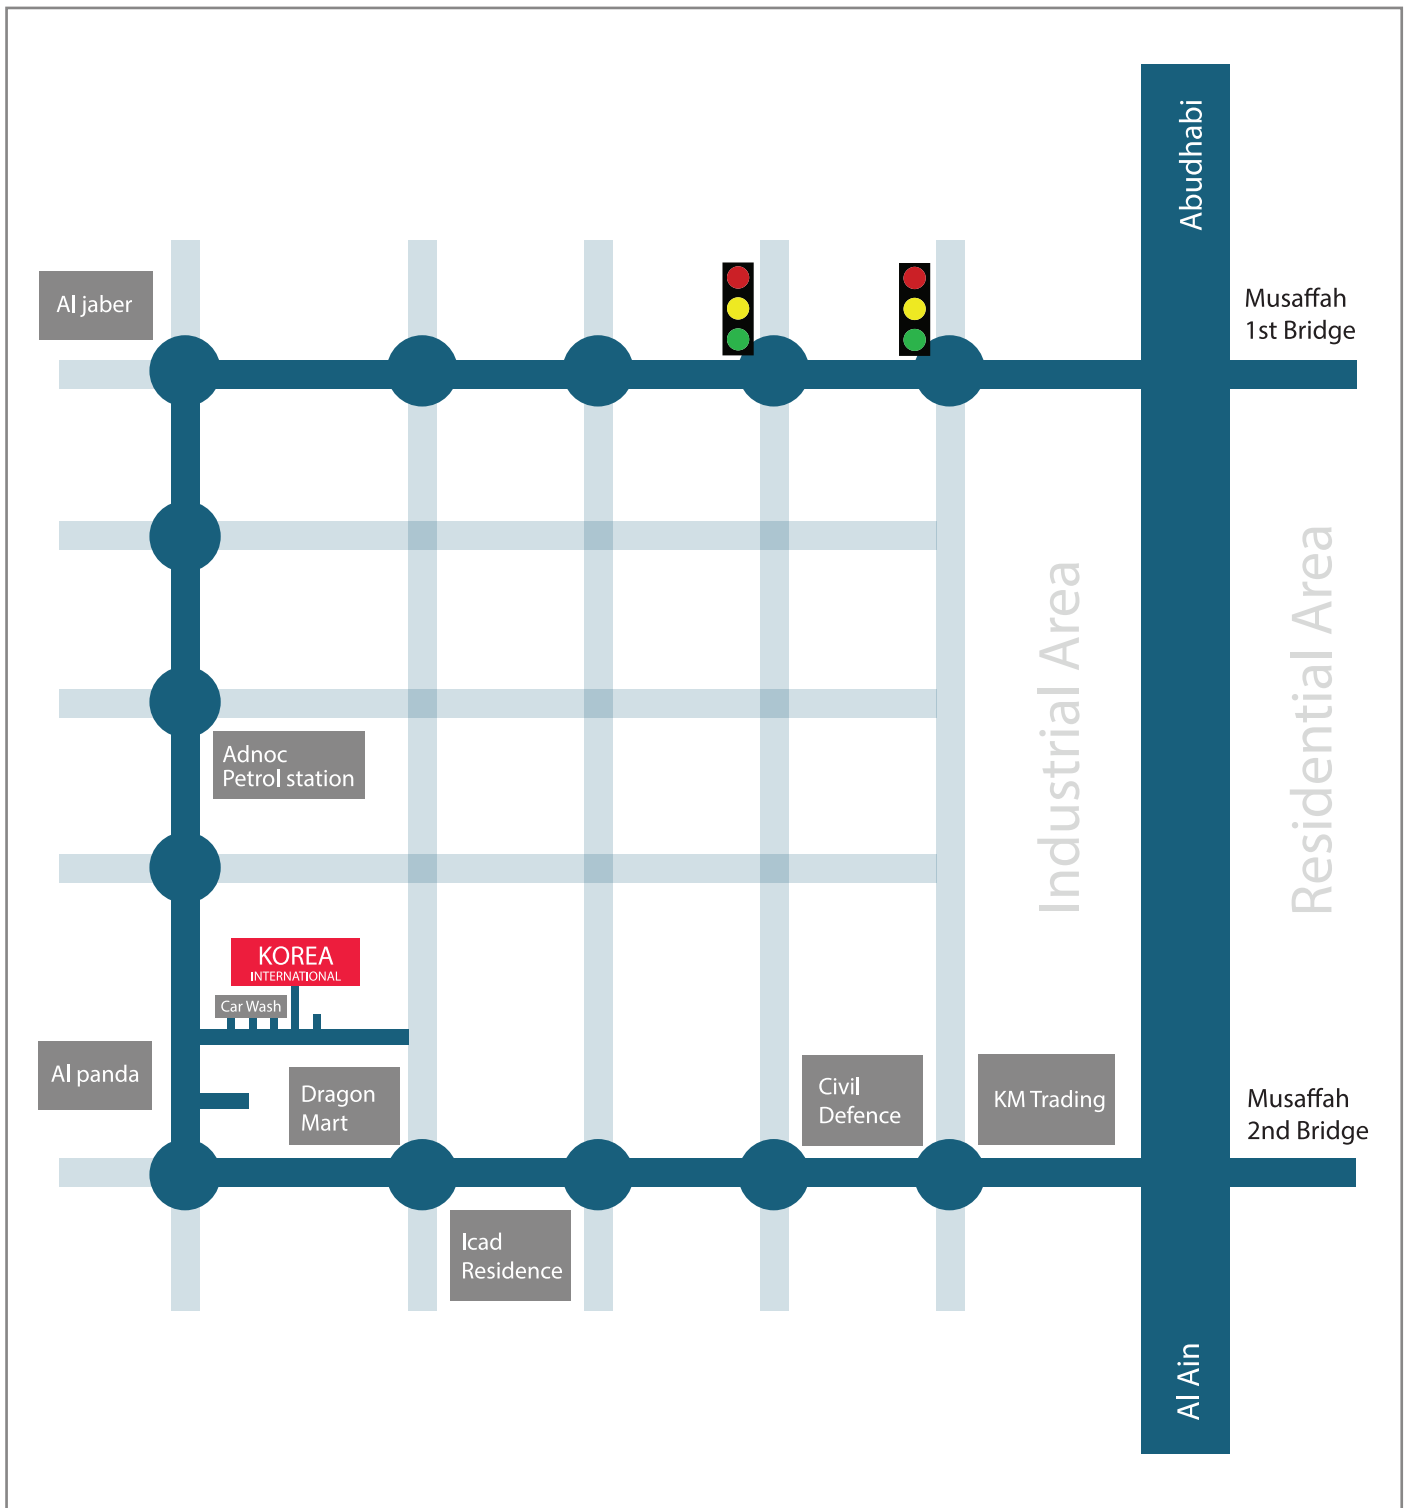 Abudhabi
Al jaber
Musaffah
1st Bridge
Industrial Area
Residential Area
Adnoc
Petrol station
KOREA
INTERNATIONAL
Car Wash
Al panda
Dragon
Mart
Civil
Defence
KM Trading
Musaffah
2nd Bridge
Icad
Residence
Al Ain